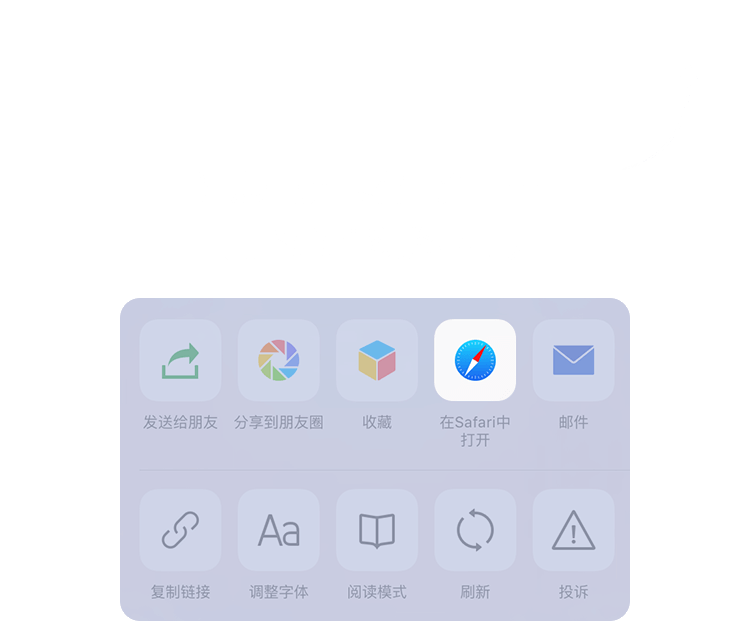 发送给朋友 分享到朋友圈 收藏 在Safari中 邮件
打开
Aa
复制链接 调整字体 阅读模式 刷新 投诉